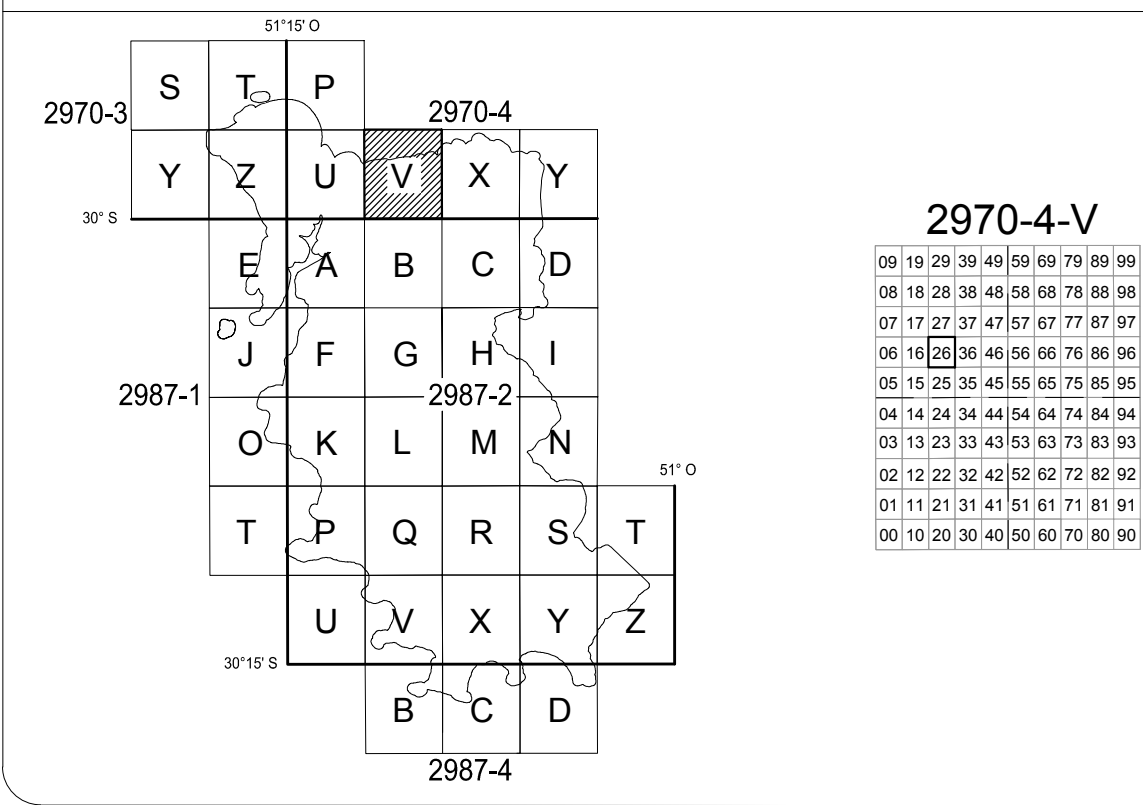 51°15' O
S T P
2970-3 2970-4
Y Z U V X Y
30° S
E A B C D
J F G H I
2987-1 2987-2
O K L M N
51° O
T P Q R S T
U V X Y Z
30°15' S
B C D
2987-4
2970-4-V
09 19 29 39 49 59 69 79 89 99
08 18 28 38 48 58 68 78 88 98
07 17 27 37 47 57 67 77 87 97
06 16 26 36 46 56 66 76 86 96
05 15 25 35 45 55 65 75 85 95
04 14 24 34 44 54 64 74 84 94
03 13 23 33 43 53 63 73 83 93
02 12 22 32 42 52 62 72 82 92
01 11 21 31 41 51 61 71 81 91
00 10 20 30 40 50 60 70 80 90